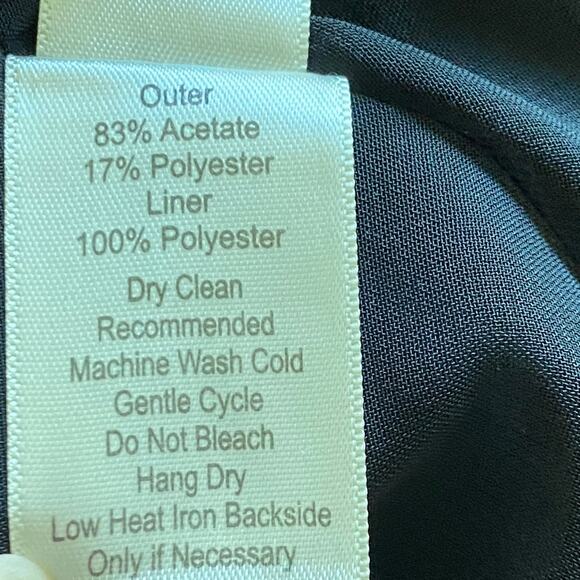 Outer
83% Acetate
17% Polyester
Liner
100% Polyester
Dry Clean
Recommended
Machine Wash Cold
Gentle Cycle
Do Not Bleach
Hang Dry
Low Heat Iron Backside
Only if Necessary